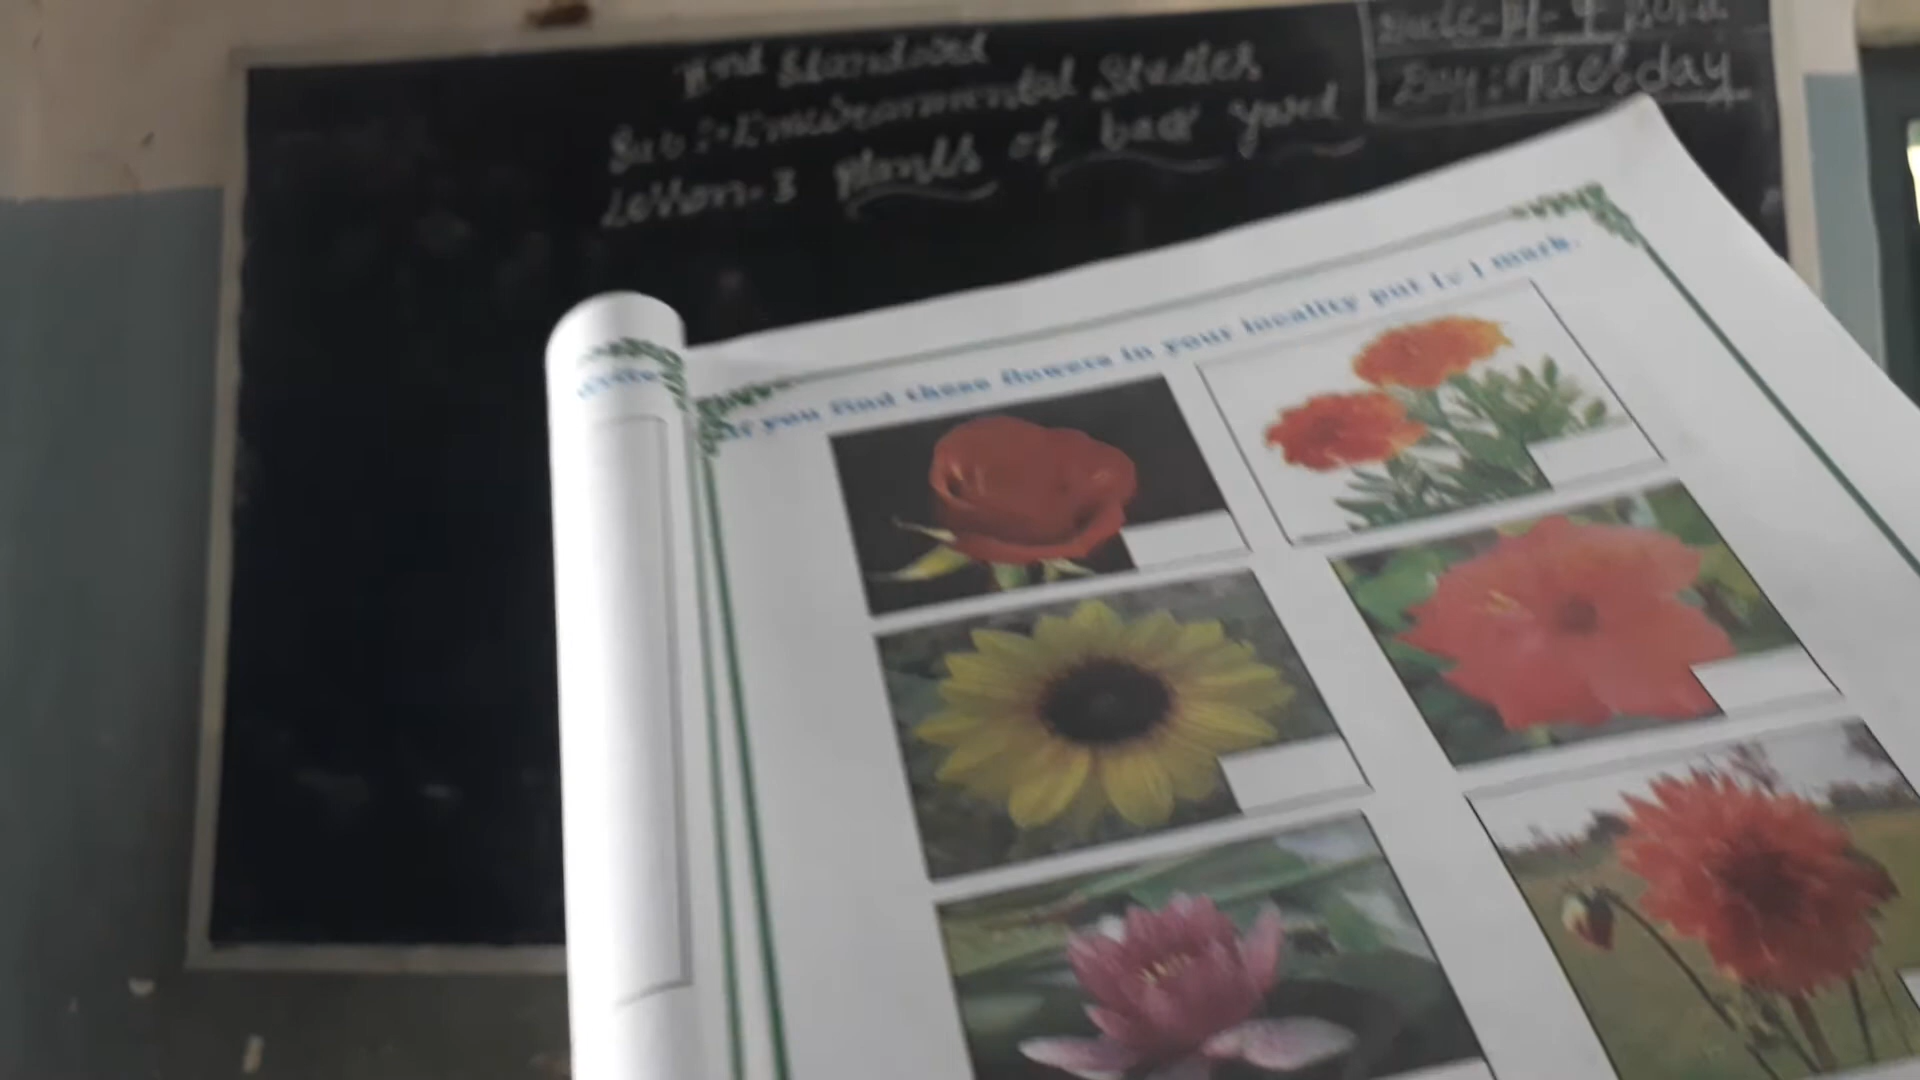 IInd Standard
Sub :- Environmental Studies
Lesson-3 Plants of back yard
Day: Tuesday
If you find these flowers in your locality put (✓) mark.